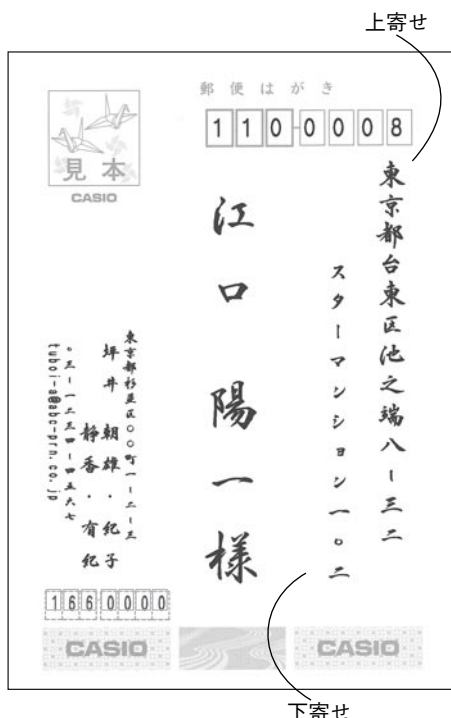 上寄せ
郵便はがき
110-0008
東京都台東区池之端八ー三二
スターマンション一〇二
江口陽一様
見本
CASIO
東京都杉並区〇〇町一ー二ー三
坪井 朝雄・紀子
静香・有紀
〇三ー一二三四ー四五六七
tuboi-a@abc-prn.co.jp
166-0000
CASIO
CASIO
下寄せ